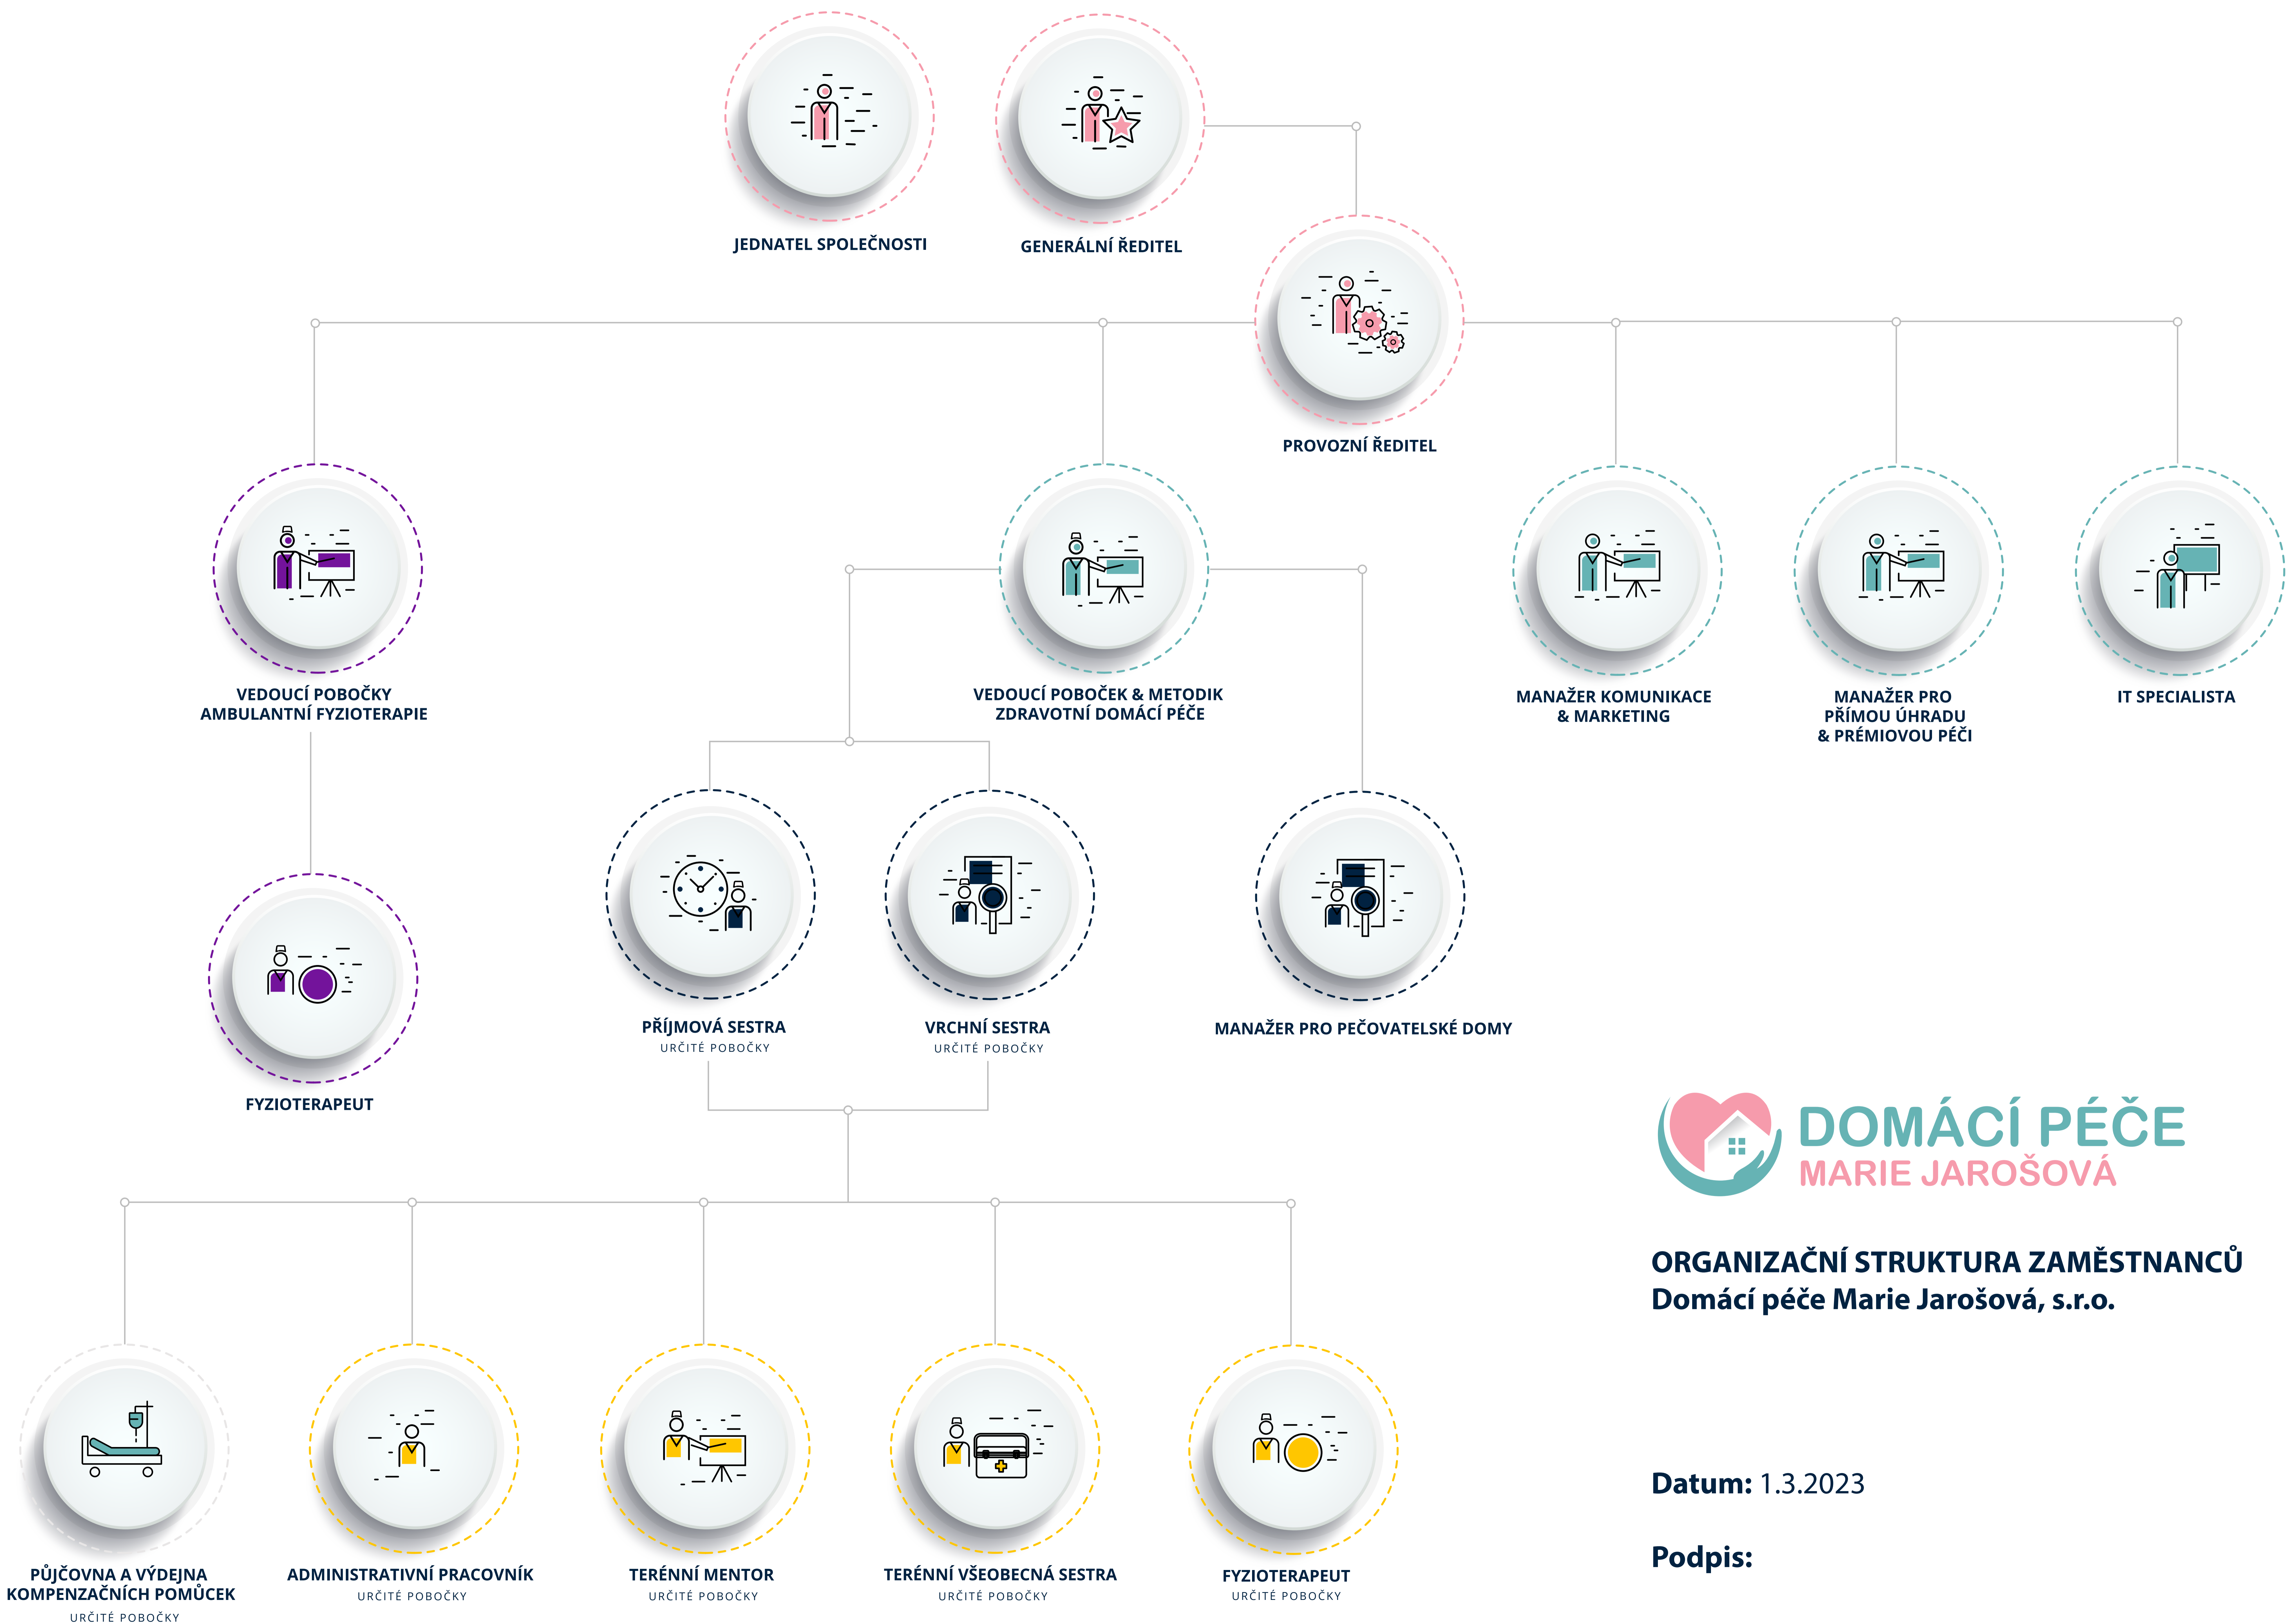 JEDNATEL SPOLEČNOSTI
GENERÁLNÍ ŘEDITEL
PROVOZNÍ ŘEDITEL
VEDOUCÍ POBOČKY
AMBULANTNÍ FYZIOTERAPIE
VEDOUCÍ POBOČEK & METODIK
ZDRAVOTNÍ DOMÁCÍ PÉČE
MANAŽER KOMUNIKACE
& MARKETING
MANAŽER PRO
PŘÍMOU ÚHRADU
& PRÉMIOVOU PÉČI
IT SPECIALISTA
PŘÍJMOVÁ SESTRA
URČITÉ POBOČKY
VRCHNÍ SESTRA
URČITÉ POBOČKY
MANAŽER PRO PEČOVATELSKÉ DOMY
FYZIOTERAPEUT
DOMÁCÍ PÉČE
MARIE JAROŠOVÁ
ORGANIZAČNÍ STRUKTURA ZAMĚSTNANCŮ
Domácí péče Marie Jarošová, s.r.o.
Datum: 1.3.2023
Podpis:
PŮJČOVNA A VÝDEJNA
KOMPENZAČNÍCH POMŮCEK
URČITÉ POBOČKY
ADMINISTRATIVNÍ PRACOVNÍK
URČITÉ POBOČKY
TERÉNNÍ MENTOR
URČITÉ POBOČKY
TERÉNNÍ VŠEOBECNÁ SESTRA
URČITÉ POBOČKY
FYZIOTERAPEUT
URČITÉ POBOČKY